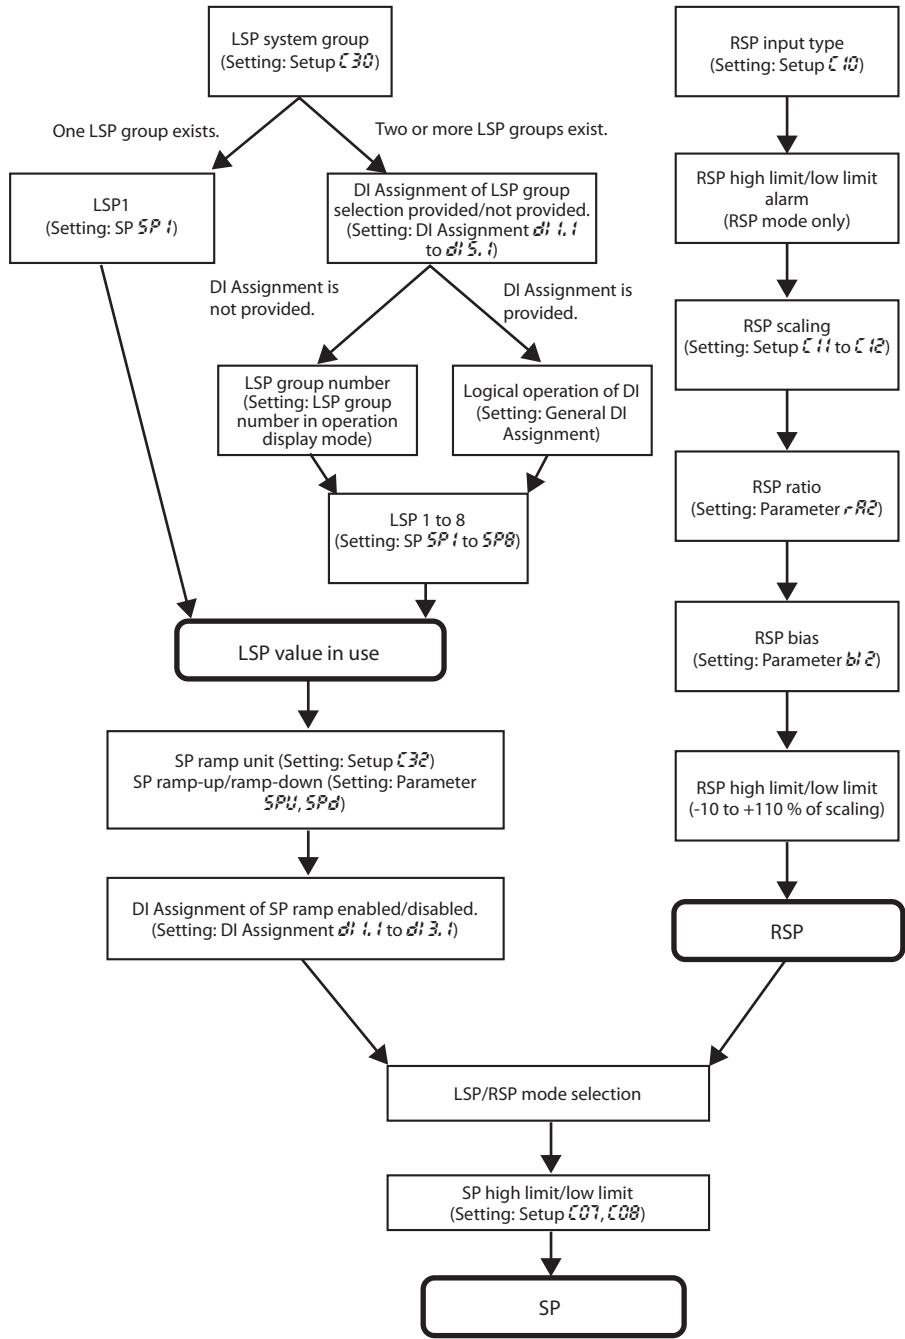 LSP system group
(Setting: Setup C30)
One LSP group exists.
Two or more LSP groups exist.
LSP1
(Setting: SP SP1)
DI Assignment of LSP group
selection provided/not provided.
(Setting: DI Assignment dI 1.1
to dI 5.1)
DI Assignment is
not provided.
DI Assignment is
provided.
LSP group number
(Setting: LSP group
number in operation
display mode)
Logical operation of DI
(Setting: General DI
Assignment)
LSP 1 to 8
(Setting: SP SP1 to SP8)
LSP value in use
SP ramp unit (Setting: Setup C32)
SP ramp-up/ramp-down (Setting: Parameter
SPU, SPd)
DI Assignment of SP ramp enabled/disabled.
(Setting: DI Assignment dI 1.1 to dI 3.1)
RSP input type
(Setting: Setup C10)
RSP high limit/low limit
alarm
(RSP mode only)
RSP scaling
(Setting: Setup C11 to C12)
RSP ratio
(Setting: Parameter rA2)
RSP bias
(Setting: Parameter bI2)
RSP high limit/low limit
(-10 to +110 % of scaling)
RSP
LSP/RSP mode selection
SP high limit/low limit
(Setting: Setup C07, C08)
SP